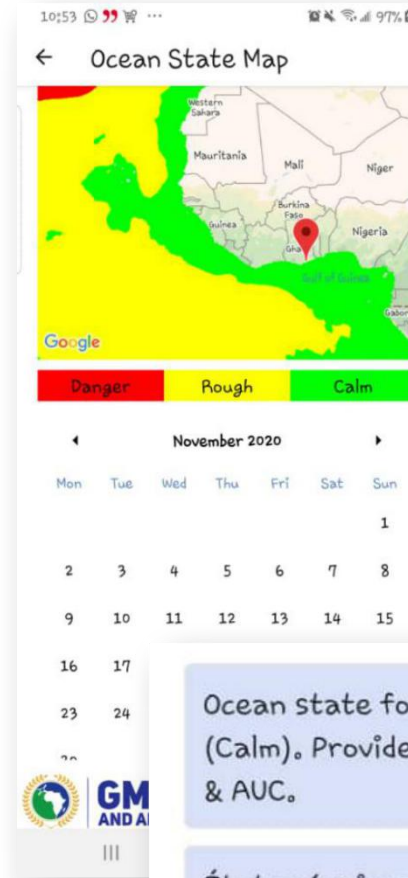 10:53
97%
Ocean State Map
Western
Sahara
Mauritania
Mali
Niger
Burkina
Faso
Guinea
Nigeria
Gha
Gulf of Guinea
Gabon
Google
Danger Rough Calm
November 2020
Mon Tue Wed Thu Fri Sat Sun
1
2 3 4 5 6 7 8
9 10 11 12 13 14 15
16 17
23 24
Ocean state fo
(Calm). Provide
& AUC.
GM
AND A